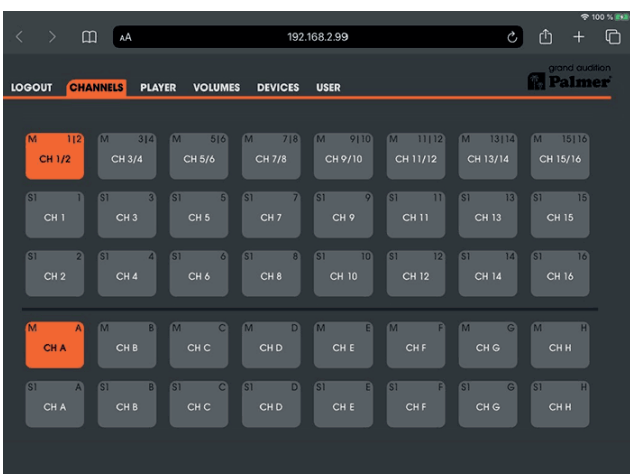 100 %
AA 192.168.2.99
grand audition
Palmer
LOGOUT CHANNELS PLAYER VOLUMES DEVICES USER
M 1|2 M 3|4 M 5|6 M 7|8 M 9|10 M 11|12 M 13|14 M 15|16
CH 1/2 CH 3/4 CH 5/6 CH 7/8 CH 9/10 CH 11/12 CH 13/14 CH 15/16
S1 1 S1 3 S1 5 S1 7 S1 9 S1 11 S1 13 S1 15
CH 1 CH 3 CH 5 CH 7 CH 9 CH 11 CH 13 CH 15
S1 2 S1 4 S1 6 S1 8 S1 10 S1 12 S1 14 S1 16
CH 2 CH 4 CH 6 CH 8 CH 10 CH 12 CH 14 CH 16
M A M B M C M D M E M F M G M H
CH A CH B CH C CH D CH E CH F CH G CH H
S1 A S1 B S1 C S1 D S1 E S1 F S1 G S1 H
CH A CH B CH C CH D CH E CH F CH G CH H